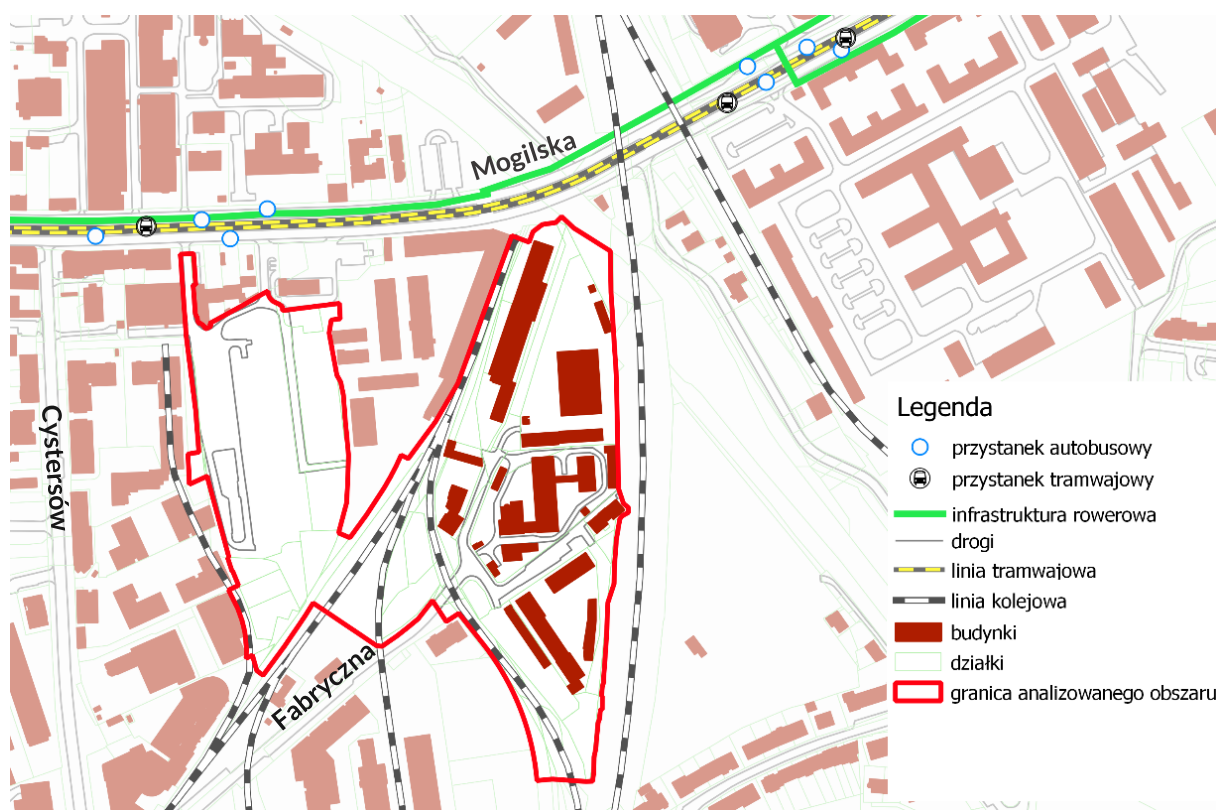 Mogilska
Cystersów
Fabryczna
Legenda
przystanek autobusowy
przystanek tramwajowy
infrastruktura rowerowa
drogi
linia tramwajowa
linia kolejowa
budynki
działki
granica analizowanego obszaru